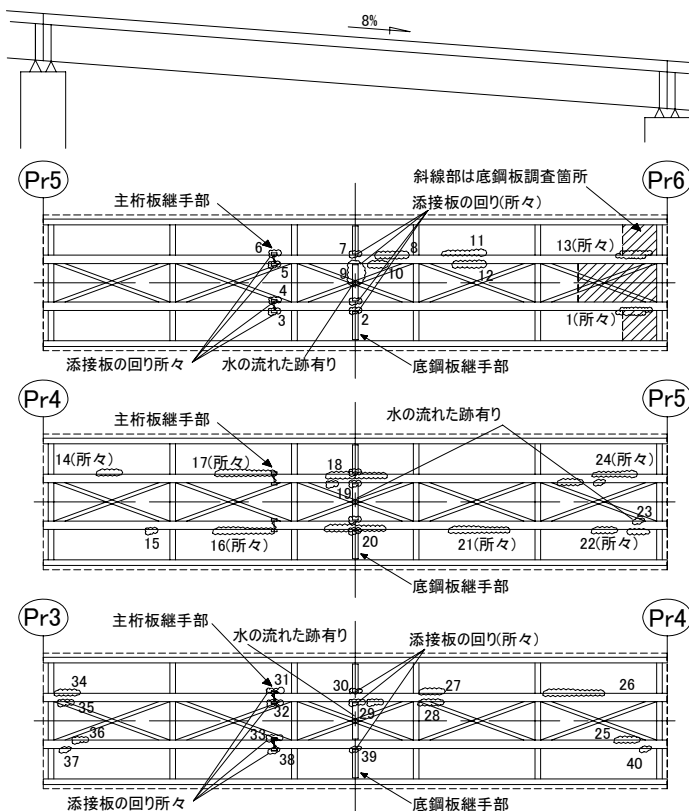 8%
Pr5
Pr6
斜線部は底鋼板調査箇所
主桁板継手部
添接板の回り(所々)
6
5
4
3
7
8
9
10
11
12
13(所々)
2
1(所々)
添接板の回り所々
水の流れた跡有り
底鋼板継手部
Pr4
Pr5
主桁板継手部
水の流れた跡有り
14(所々)
17(所々)
18
24(所々)
19
23
15
16(所々)
20
21(所々)
22(所々)
底鋼板継手部
Pr3
Pr4
主桁板継手部
水の流れた跡有り
添接板の回り(所々)
34
31
30
27
26
35
32
29
28
36
33
25
37
38
39
40
添接板の回り所々
底鋼板継手部